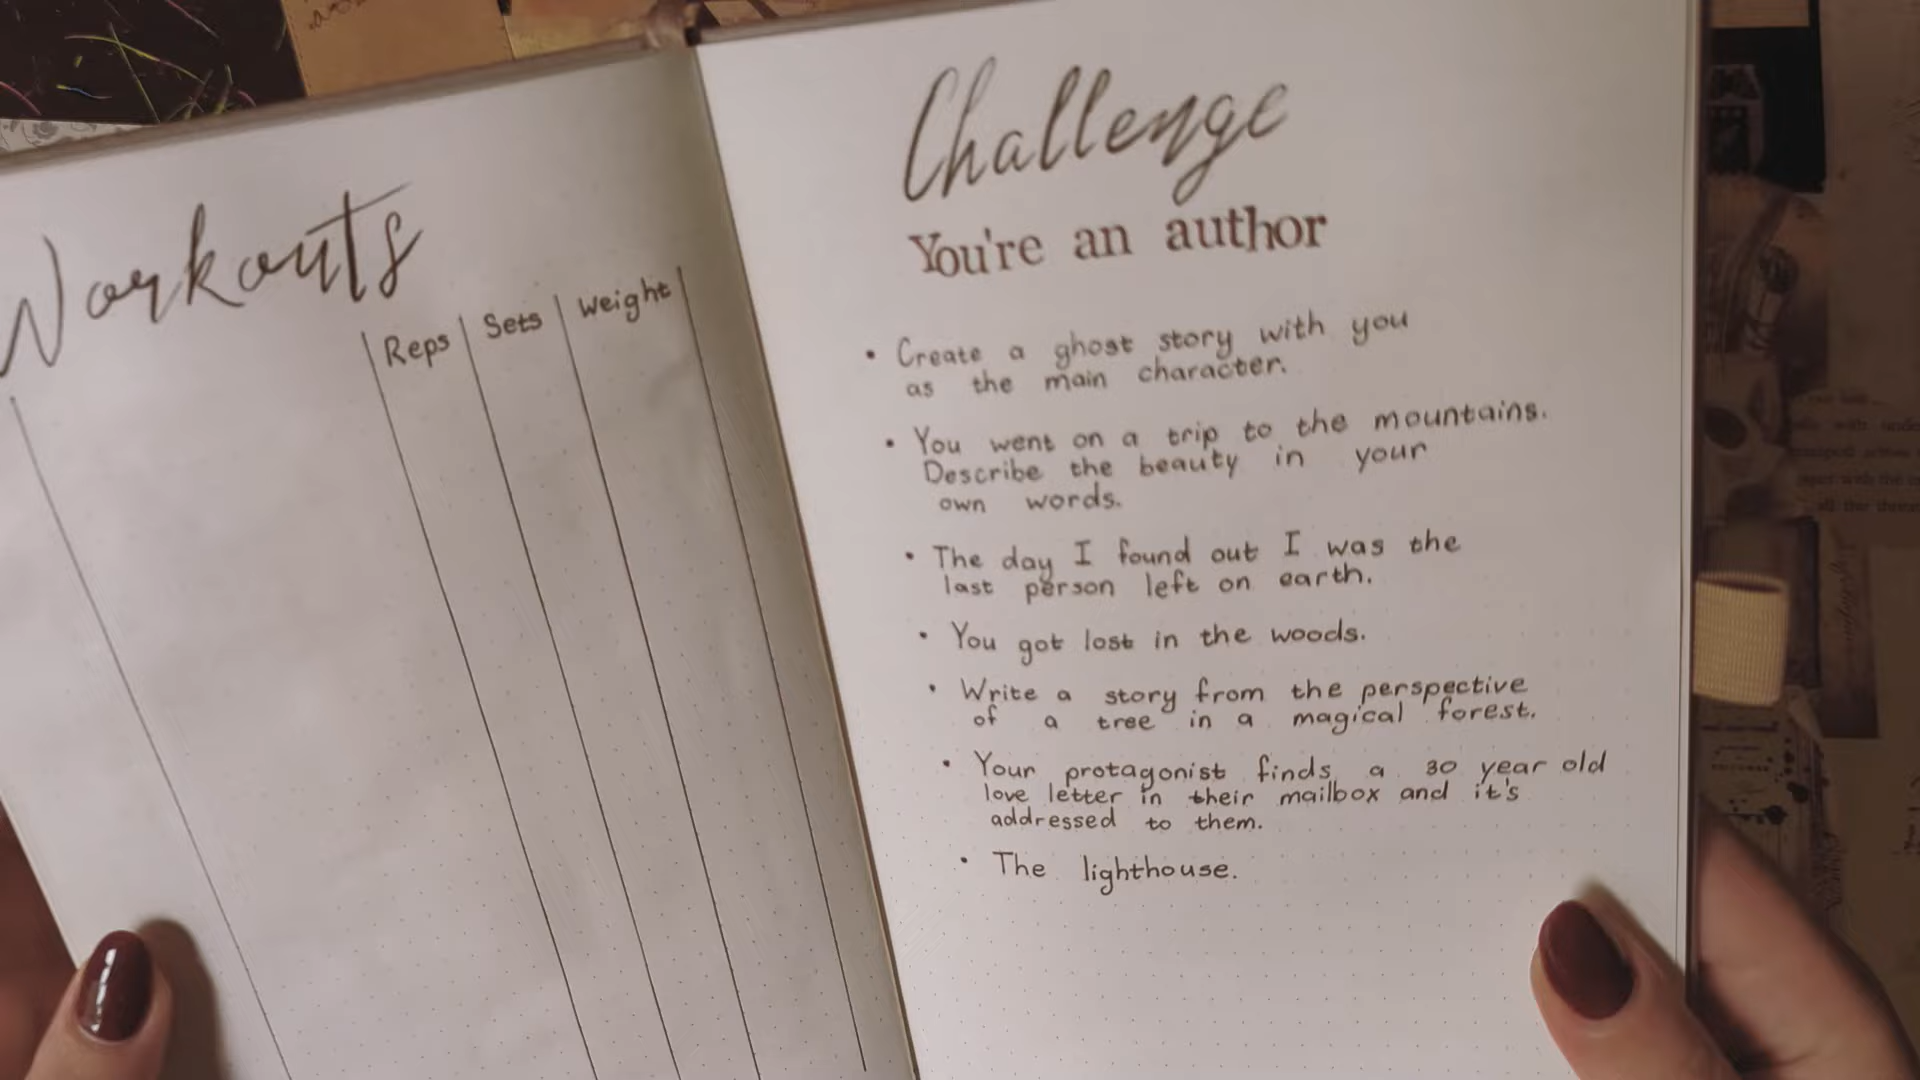 Workouts
Reps Sets Weight
Challenge
You're an author
• Create a ghost story with you
as the main character.
• You went on a trip to the mountains.
Describe the beauty in your
own words.
• The day I found out I was the
last person left on earth.
• You got lost in the woods.
• Write a story from the perspective
of a tree in a magical forest.
• Your protagonist finds a 30 year old
love letter in their mailbox and it's
addressed to them.
• The lighthouse.